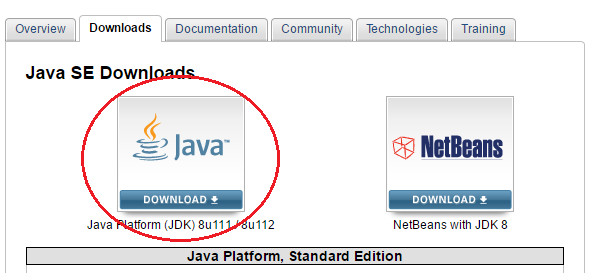 Overview Downloads Documentation Community Technologies Training
Java SE Downloads
Java™ NetBeans
DOWNLOAD DOWNLOAD
Java Platform (JDK) 8u111 / 8u112 NetBeans with JDK 8
Java Platform, Standard Edition